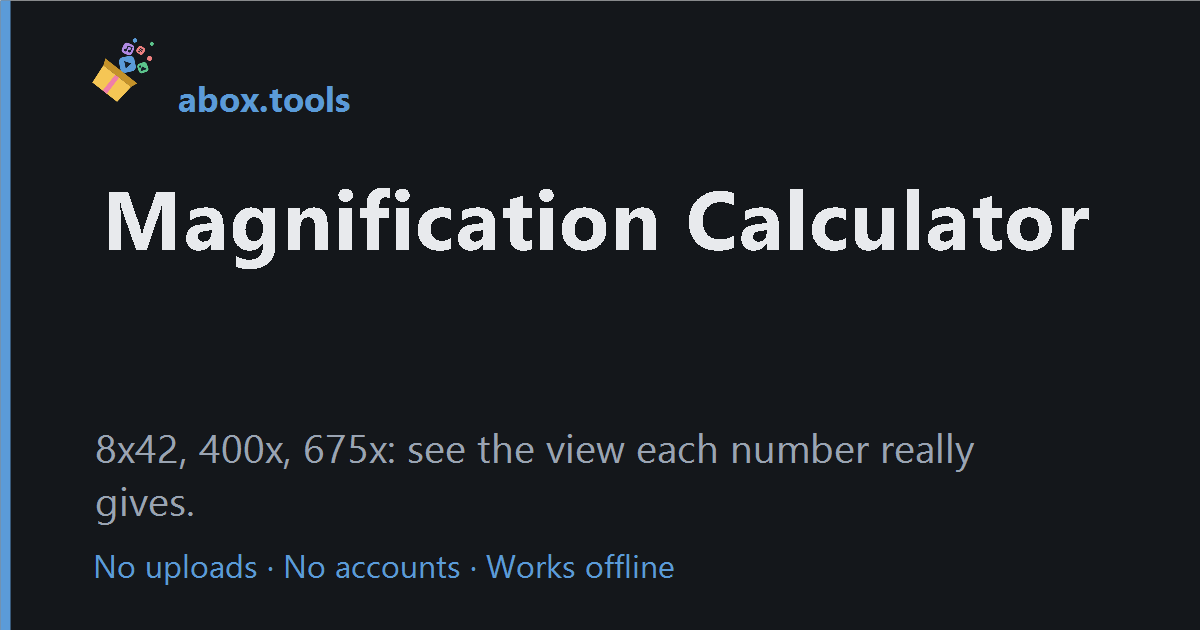 abox.tools
Magnification Calculator
8x42, 400x, 675x: see the view each number really
gives.
No uploads · No accounts · Works offline